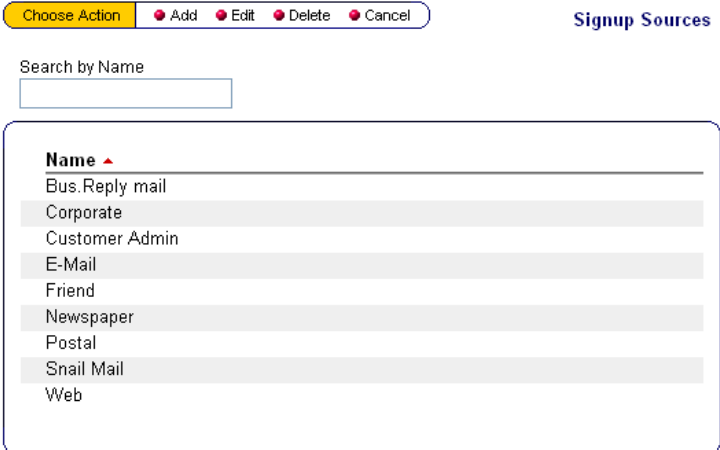 Choose Action Add Edit Delete Cancel
Signup Sources
Search by Name
Name
Bus.Reply mail
Corporate
Customer Admin
E-Mail
Friend
Newspaper
Postal
Snail Mail
Web